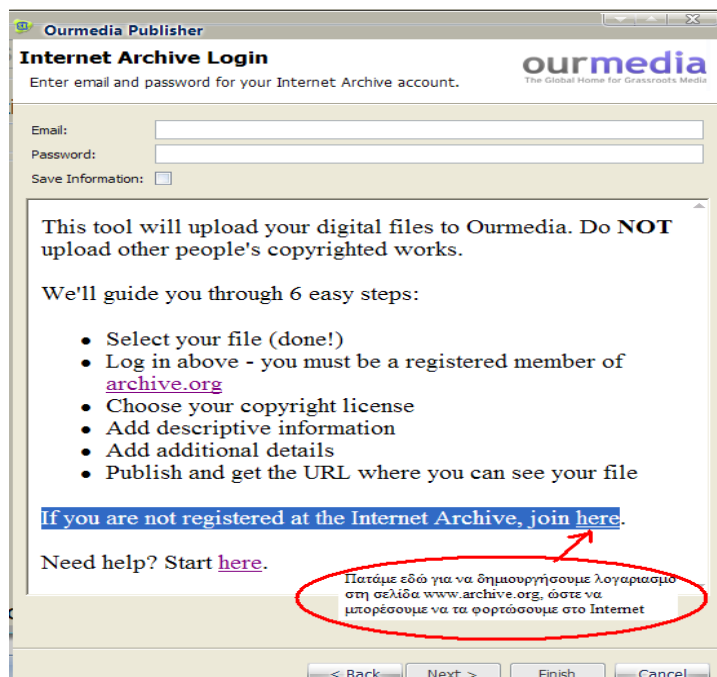 Ourmedia Publisher
Internet Archive Login
Enter email and password for your Internet Archive account.
ourmedia
The Global Home for Grassroots Media
Email:
Password:
Save Information:
This tool will upload your digital files to Ourmedia. Do NOT
upload other people's copyrighted works.
We'll guide you through 6 easy steps:
• Select your file (done!)
• Log in above - you must be a registered member of
archive.org
• Choose your copyright license
• Add descriptive information
• Add additional details
• Publish and get the URL where you can see your file
If you are not registered at the Internet Archive, join here.
Need help? Start here.
Πατάμε εδώ για να δημιουργήσουμε λογαριασμό
στη σελίδα www.archive.org, ώστε να
μπορέσουμε να τα φορτώσουμε στο Internet
< Back
Next >
Finish
Cancel